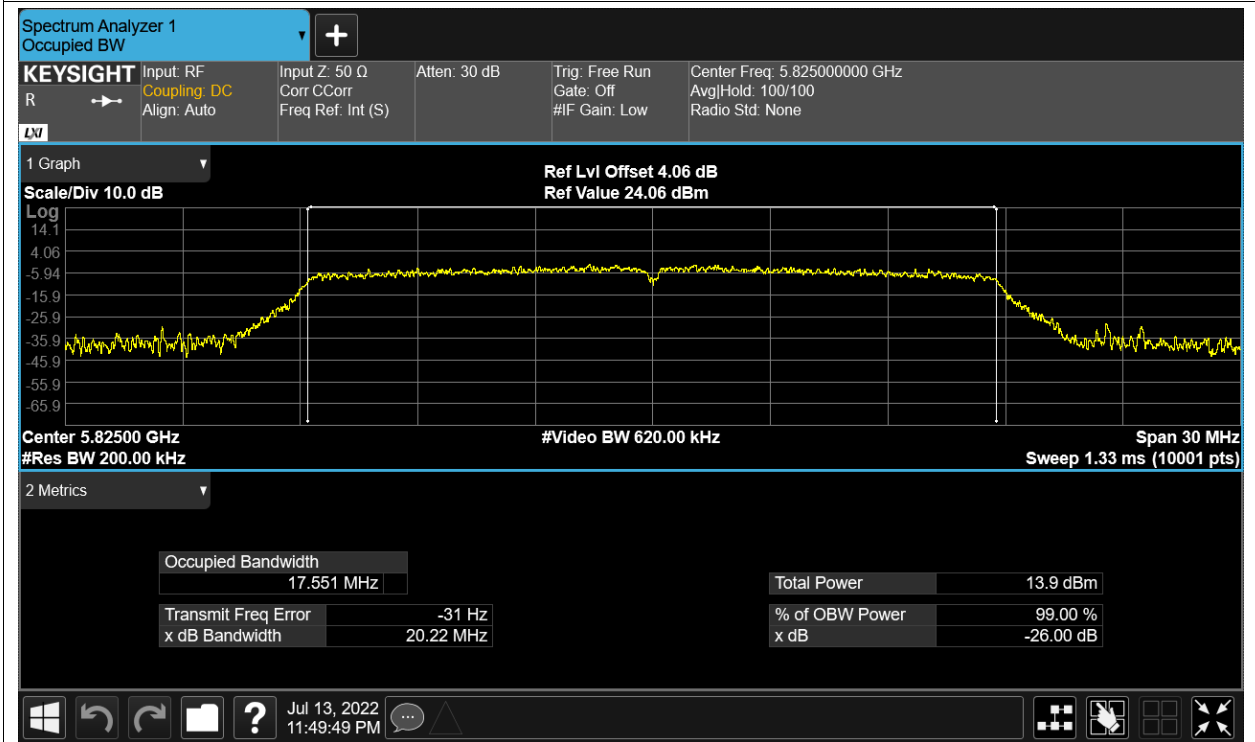 Spectrum Analyzer 1
Occupied BW
KEYSIGHT
R
LXI
Input: RF
Coupling: DC
Align: Auto
Input Z: 50 Ω
Corr CCorr
Freq Ref: Int (S)
Atten: 30 dB
Trig: Free Run
Gate: Off
#IF Gain: Low
Center Freq: 5.825000000 GHz
Avg|Hold: 100/100
Radio Std: None
1 Graph
Scale/Div 10.0 dB
Ref Lvl Offset 4.06 dB
Ref Value 24.06 dBm
Log
14.1
4.06
-5.94
-15.9
-25.9
-35.9
-45.9
-55.9
-65.9
Center 5.82500 GHz
#Res BW 200.00 kHz
#Video BW 620.00 kHz
Span 30 MHz
Sweep 1.33 ms (10001 pts)
2 Metrics
Occupied Bandwidth
17.551 MHz
Transmit Freq Error -31 Hz
x dB Bandwidth 20.22 MHz
Total Power 13.9 dBm
% of OBW Power 99.00 %
x dB -26.00 dB
?
Jul 13, 2022
11:49:49 PM